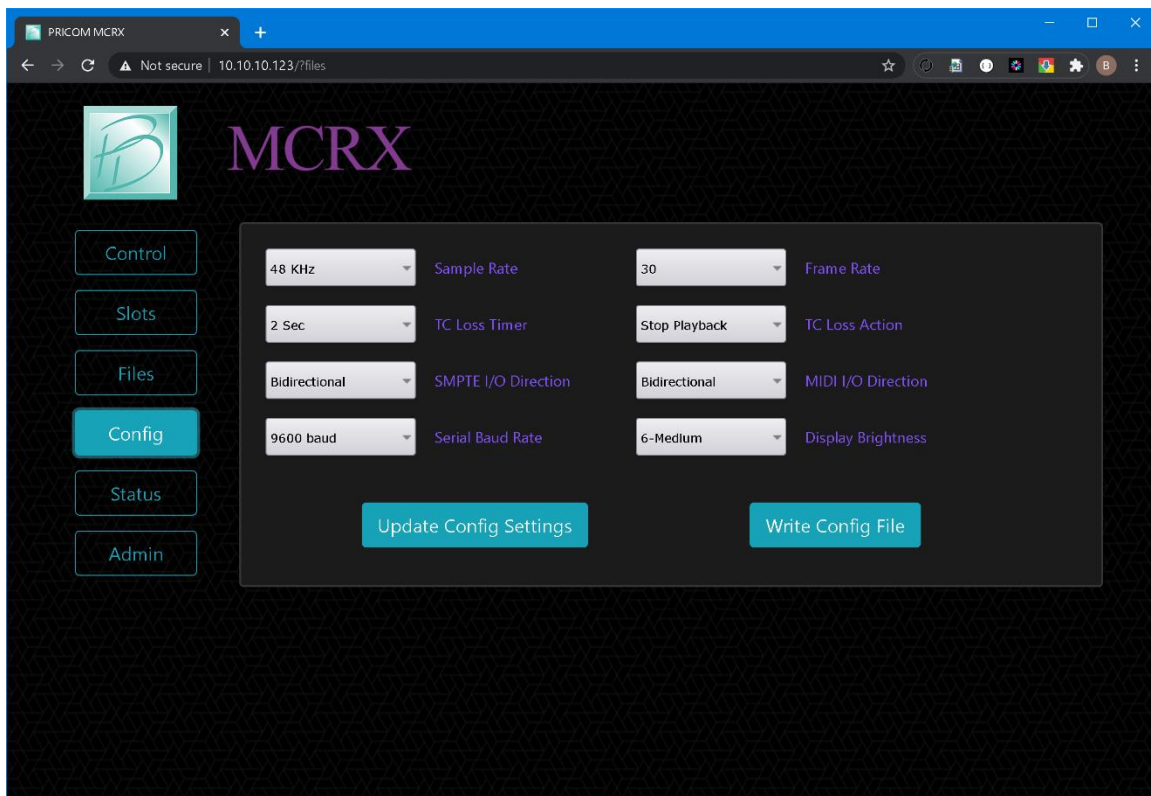 PRICOM MCRX
Not secure | 10.10.10.123/?files
B
MCRX
Control
Slots
Files
Config
Status
Admin
48 KHz Sample Rate 30 Frame Rate
2 Sec TC Loss Timer Stop Playback TC Loss Action
Bidirectional SMPTE I/O Direction Bidirectional MIDI I/O Direction
9600 baud Serial Baud Rate 6-Medium Display Brightness
Update Config Settings Write Config File